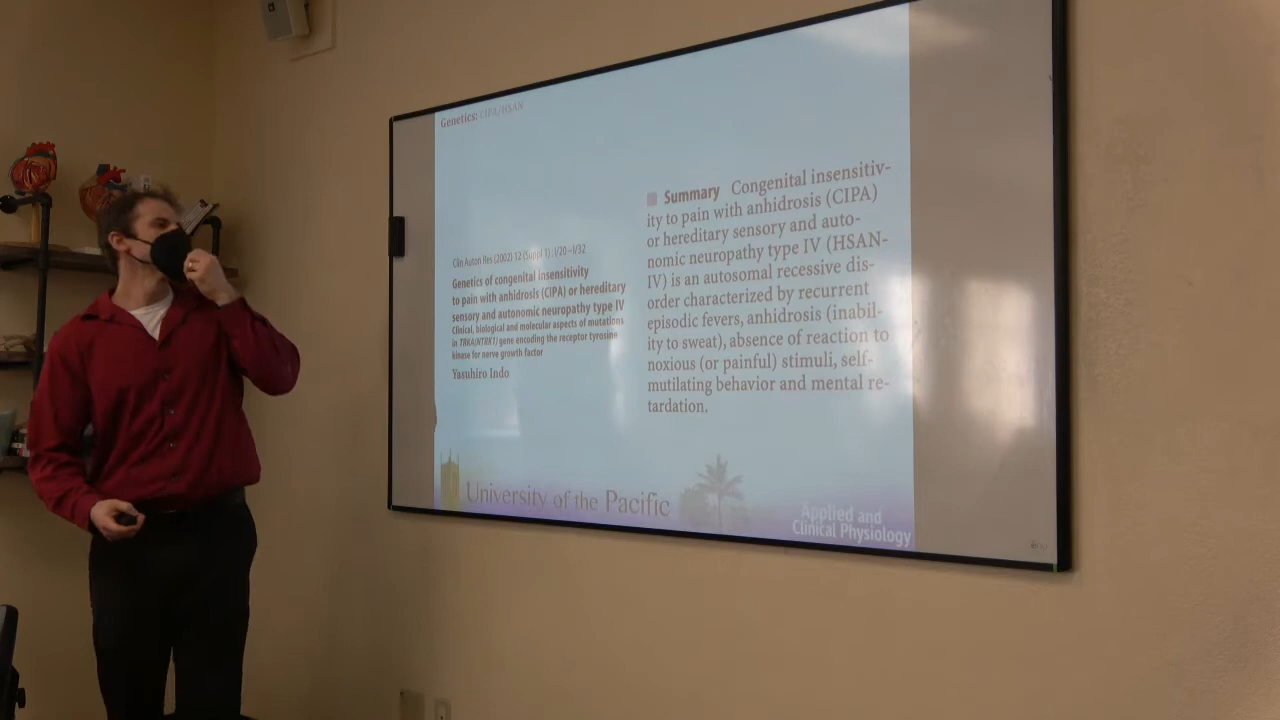 Genetics: CIPA/HSAN
Clin Auton Res (2002) 12 (Suppl 1): I/20–I/32
Genetics of congenital insensitivity
to pain with anhidrosis (CIPA) or hereditary
sensory and autonomic neuropathy type IV
Clinical, biological and molecular aspects of mutations
in TRKA(NTRK1) gene encoding the receptor tyrosine
kinase for nerve growth factor
Yasuhiro Indo
Summary Congenital insensitiv-
ity to pain with anhidrosis (CIPA)
or hereditary sensory and auto-
nomic neuropathy type IV (HSAN-
IV) is an autosomal recessive dis-
order characterized by recurrent
episodic fevers, anhidrosis (inabil-
ity to sweat), absence of reaction to
noxious (or painful) stimuli, self-
mutilating behavior and mental re-
tardation.
University of the Pacific
Applied and
Clinical Physiology